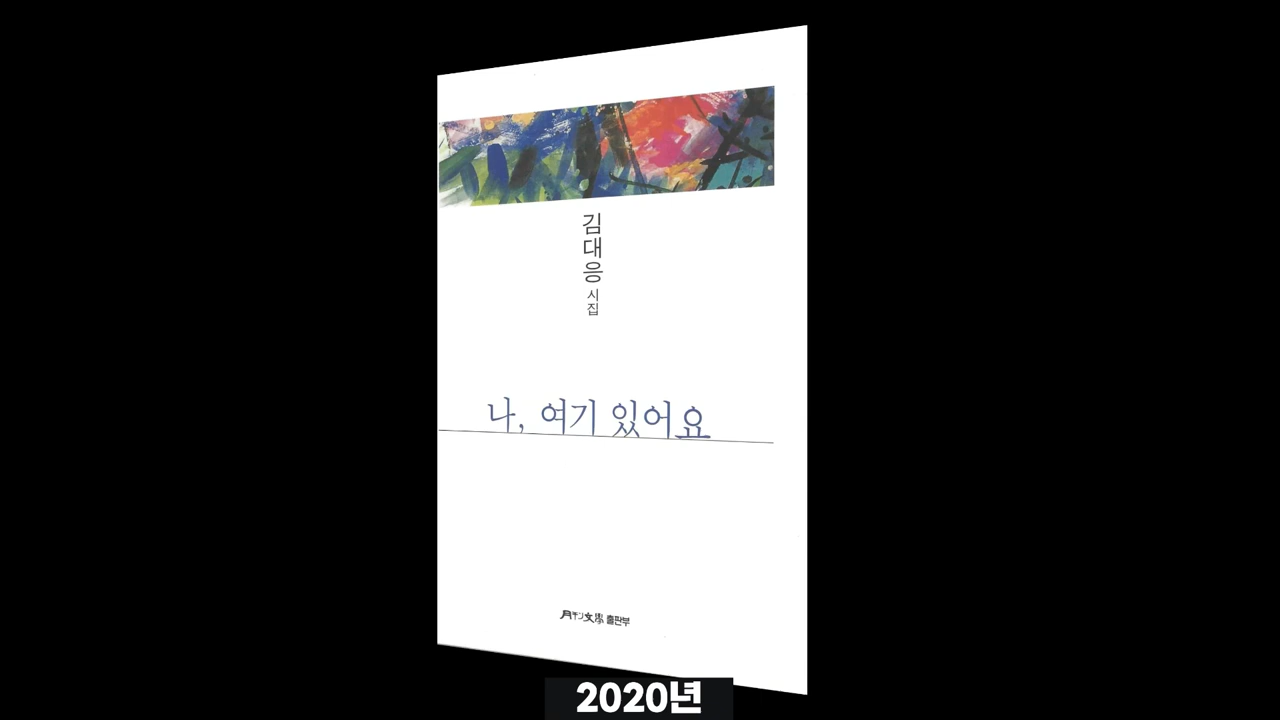 김대응
시집
나, 여기 있어요
月刊文學 출판부
2020년